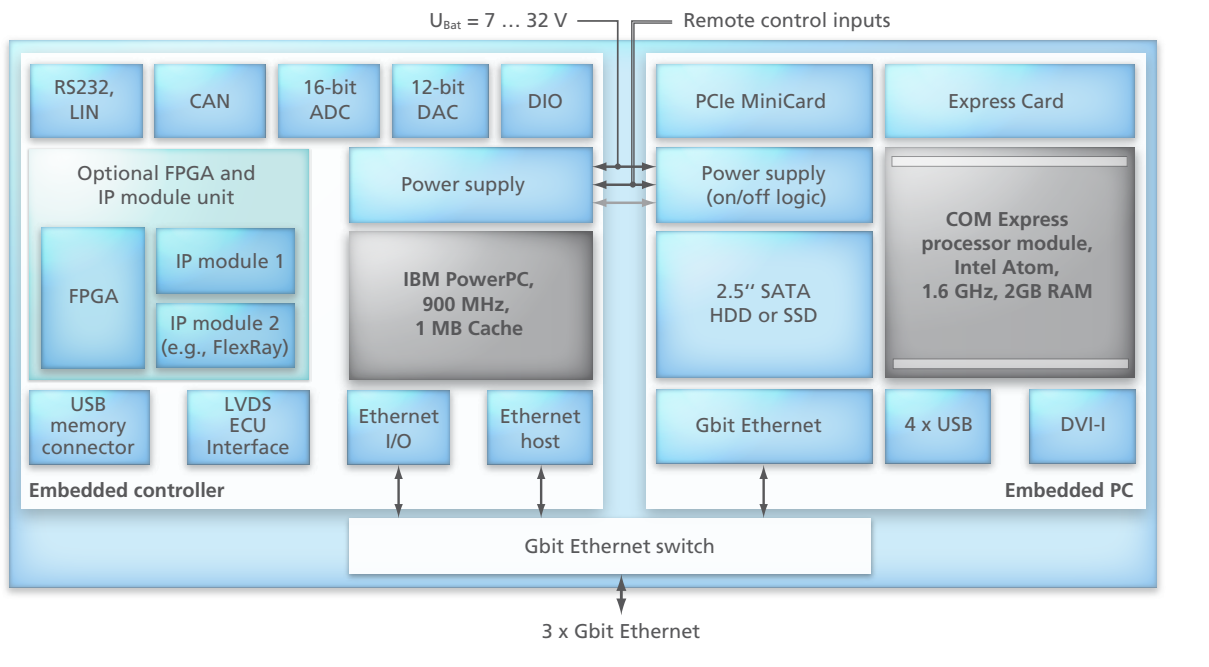 U_Bat = 7 … 32 V
Remote control inputs
RS232,
LIN
CAN
16-bit
ADC
12-bit
DAC
DIO
PCIe MiniCard
Express Card
Optional FPGA and
IP module unit
FPGA
IP module 1
IP module 2
(e.g., FlexRay)
Power supply
Power supply
(on/off logic)
IBM PowerPC,
900 MHz,
1 MB Cache
2.5“ SATA
HDD or SSD
COM Express
processor module,
Intel Atom,
1.6 GHz, 2GB RAM
USB
memory
connector
LVDS
ECU
Interface
Ethernet
I/O
Ethernet
host
Gbit Ethernet
4 x USB
DVI-I
Embedded controller
Embedded PC
Gbit Ethernet switch
3 x Gbit Ethernet